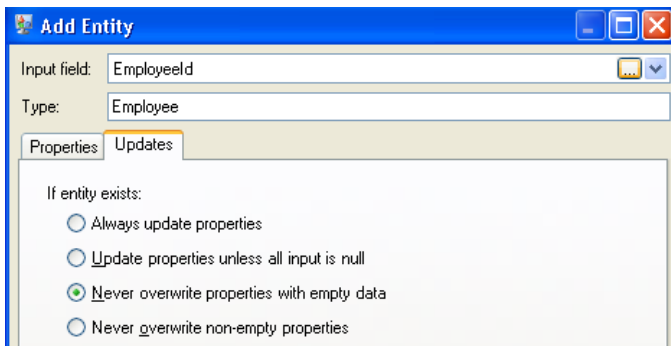 Add Entity
Input field: EmployeeId ...
Type: Employee
Properties Updates
If entity exists:
Always update properties
Update properties unless all input is null
Never overwrite properties with empty data
Never overwrite non-empty properties